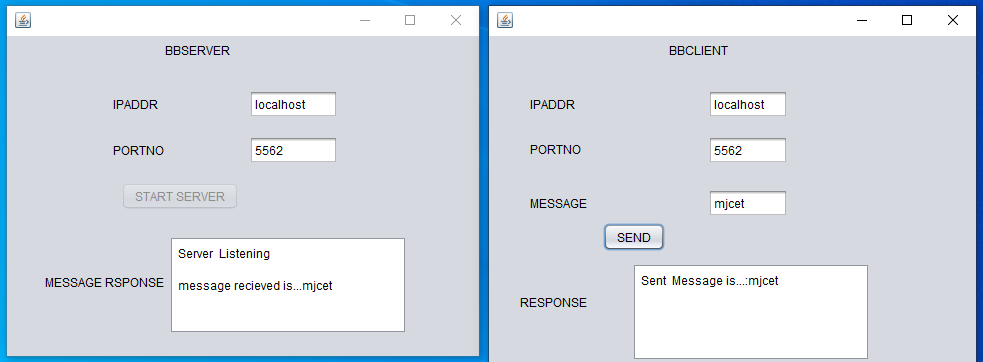 BBSERVER
IPADDR
localhost
PORTNO
5562
START SERVER
MESSAGE RSPONSE
Server Listening
message recieved is...mjcet
BBCLIENT
IPADDR
localhost
PORTNO
5562
MESSAGE
mjcet
SEND
RESPONSE
Sent Message is...:mjcet